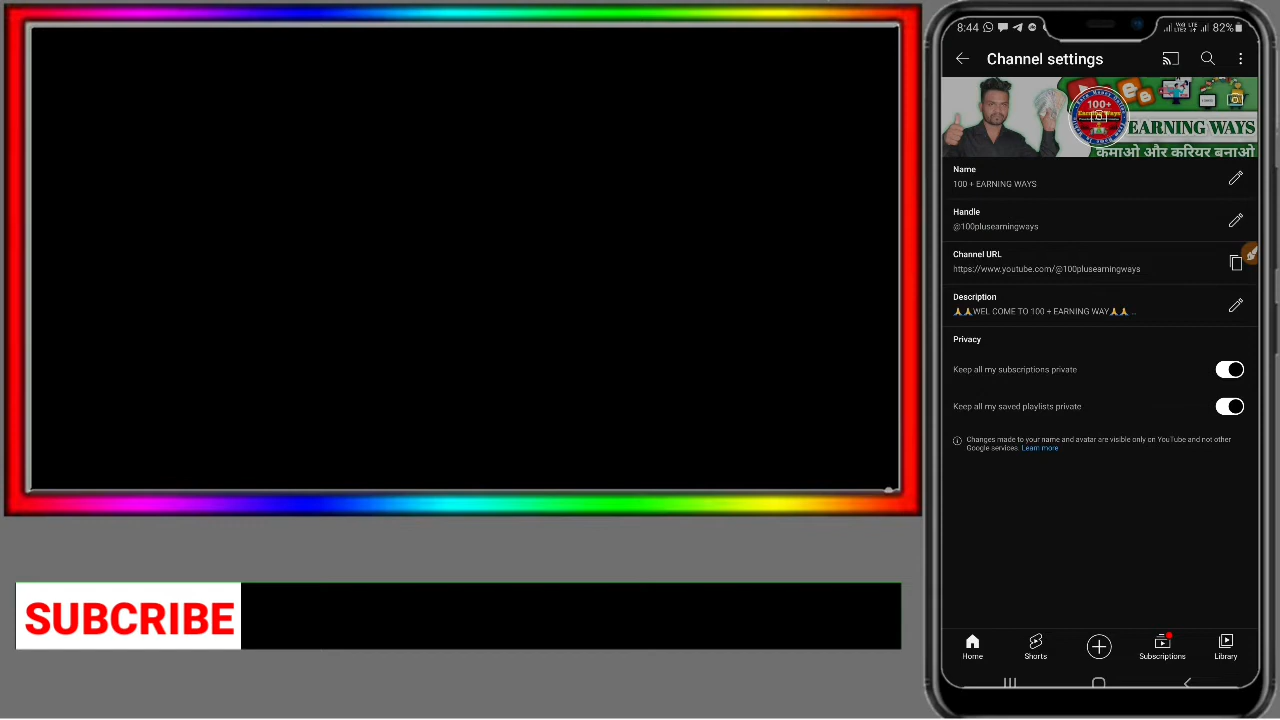 8:44
82%
Channel settings
100+
Earning Ways
EARNING WAYS
कमाओ और करियर बनाओ
Name
100 + EARNING WAYS
Handle
@100plusearningways
Channel URL
https://www.youtube.com/@100plusearningways
Description
🙏🙏WEL COME TO 100 + EARNING WAY🙏🙏 ...
Privacy
Keep all my subscriptions private
Keep all my saved playlists private
Changes made to your name and avatar are visible only on YouTube and not other
Google services. Learn more
SUBCRIBE
Home
Shorts
Subscriptions
Library